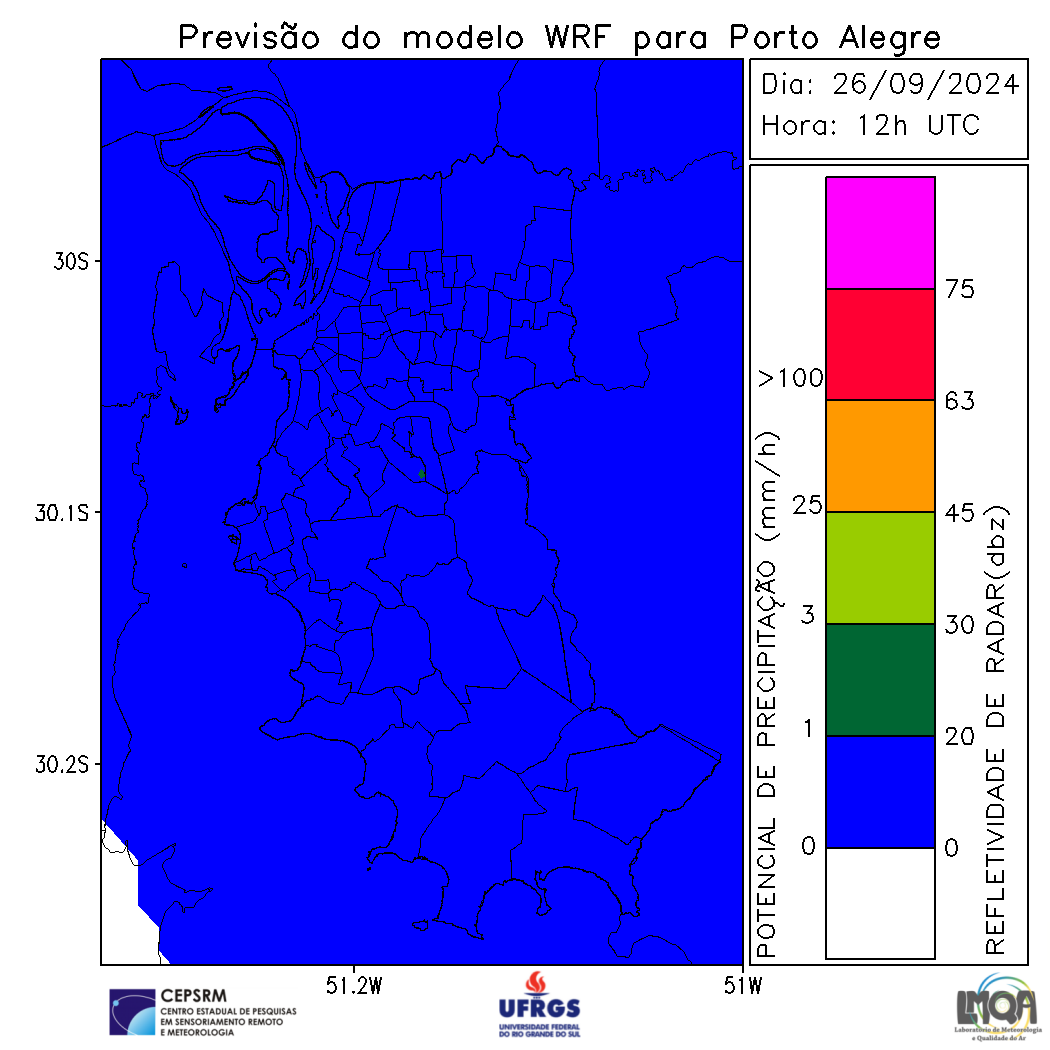 Previsão do modelo WRF para Porto Alegre
Dia: 26/09/2024
Hora: 12h UTC
30S
30.1S
30.2S
51.2W
51W
POTENCIAL DE PRECIPITAÇÃO (mm/h)
>100
25
3
1
0
75
63
45
30
20
0
REFLETIVIDADE DE RADAR(dbz)
CEPSRM
CENTRO ESTADUAL DE PESQUISAS
EM SENSORIAMENTO REMOTO
E METEOROLOGIA
UFRGS
UNIVERSIDADE FEDERAL
DO RIO GRANDE DO SUL
LMQA
Laboratório de Meteorologia
e Qualidade do Ar